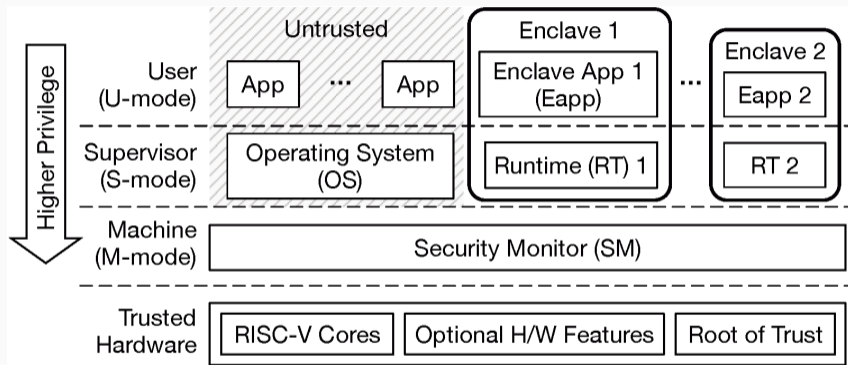 Higher Privilege
User
(U-mode)
Untrusted
App
...
App
Enclave 1
Enclave App 1
(Eapp)
...
Enclave 2
Eapp 2
Supervisor
(S-mode)
Operating System
(OS)
Runtime (RT) 1
RT 2
Machine
(M-mode)
Security Monitor (SM)
Trusted
Hardware
RISC-V Cores
Optional H/W Features
Root of Trust